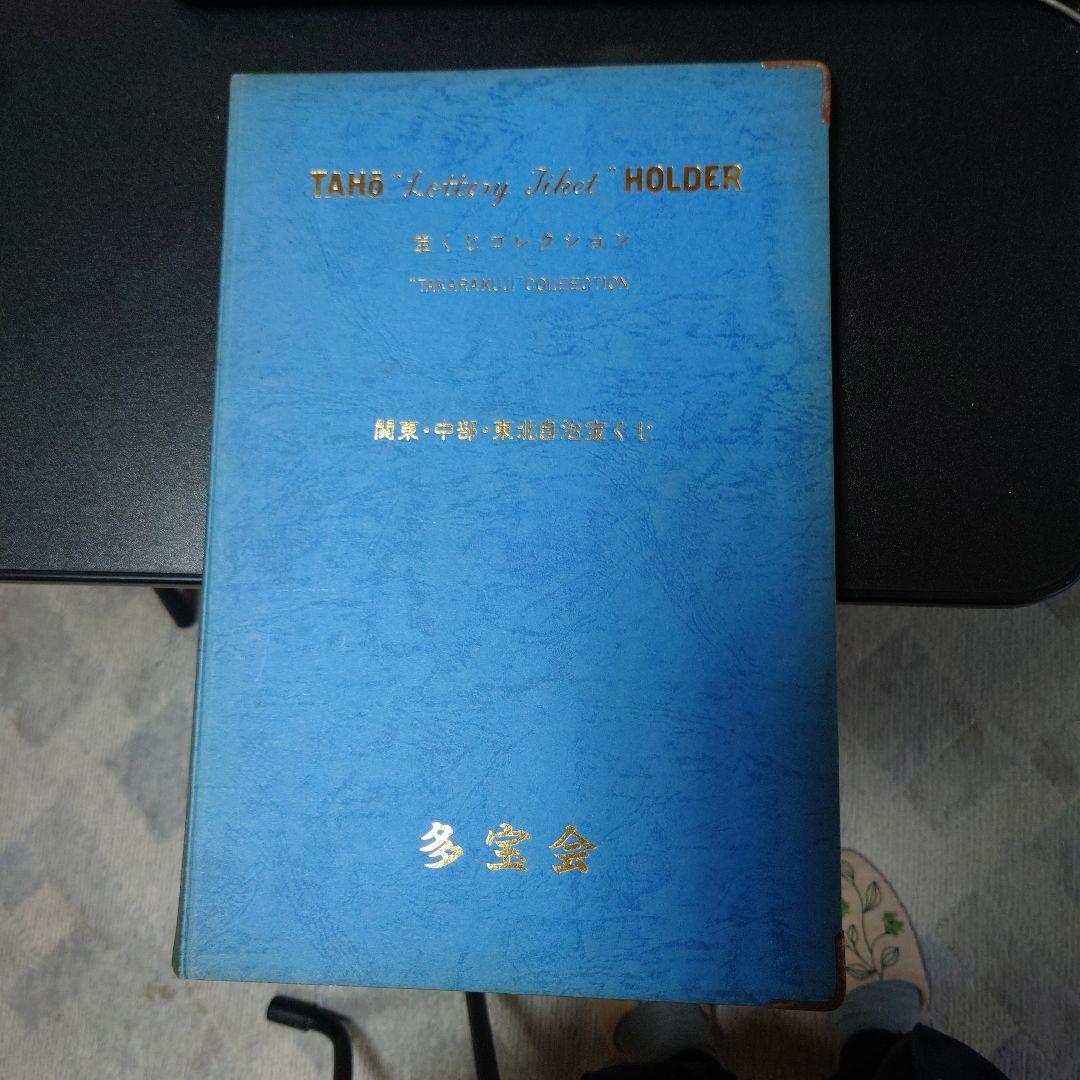 TAHō "Lottery Tiket" HOLDER
宝くじコレクション
"TAKARAKUJI" COLLECTION
関東・中部・東北自治宝くじ
多宝会